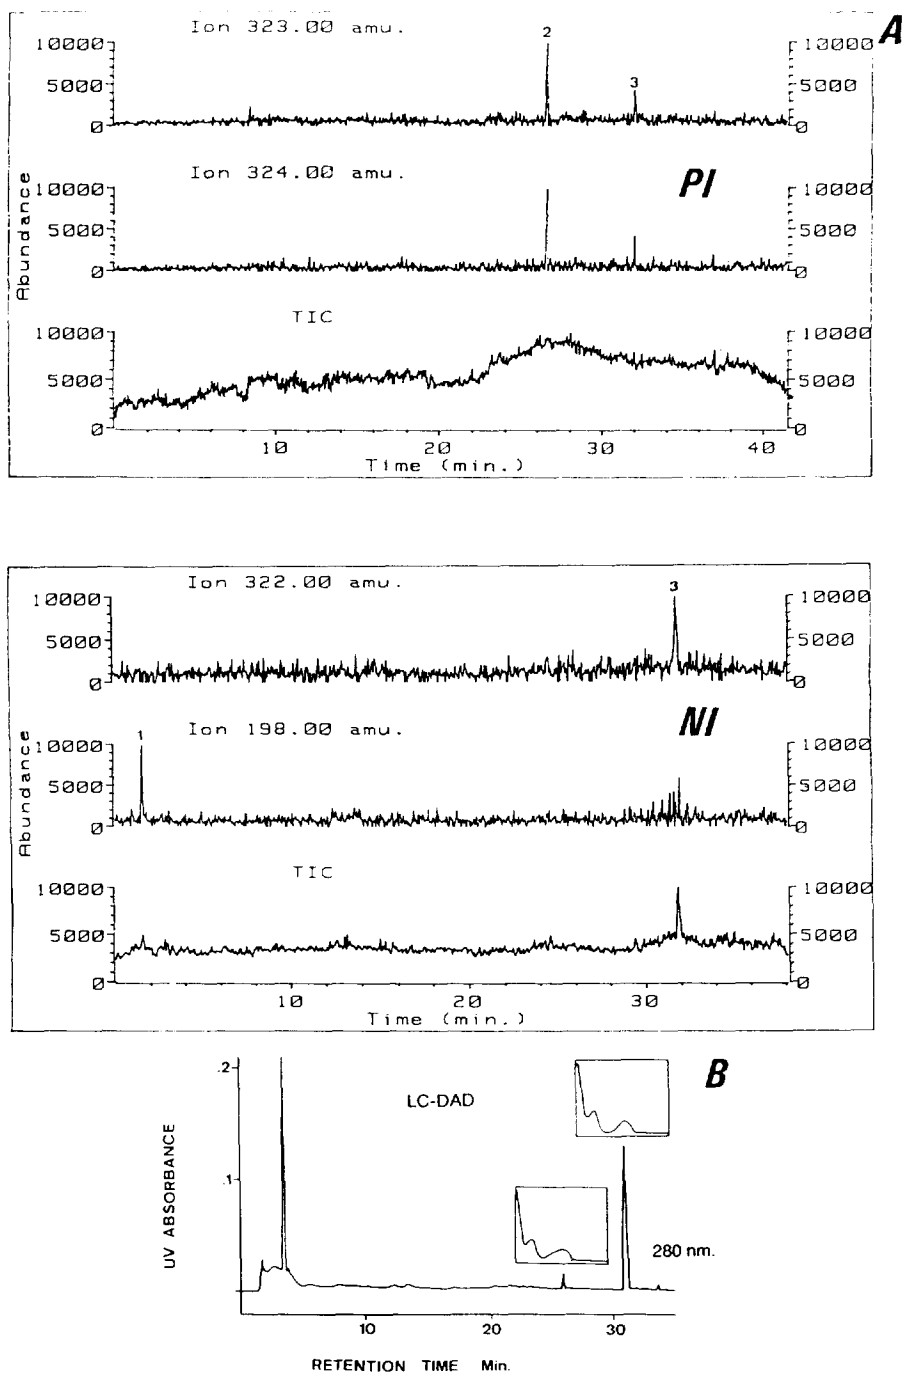 A
Ion 323.00 amu.
10000 10000
2
5000 5000
3
0 0
Ion 324.00 amu.
PI
10000 10000
5000 5000
0 0
Abundance
TIC
10000 10000
5000 5000
0 0
10 20 30 40
Time (min.)
Ion 322.00 amu.
3
10000 10000
5000 5000
0 0
Ion 198.00 amu.
NI
1
10000 10000
5000 5000
0 0
Abundance
TIC
10000 10000
5000 5000
0 0
10 20 30
Time (min.)
B
.2
LC-DAD
.1
UV ABSORBANCE
280 nm.
10 20 30
RETENTION TIME Min.